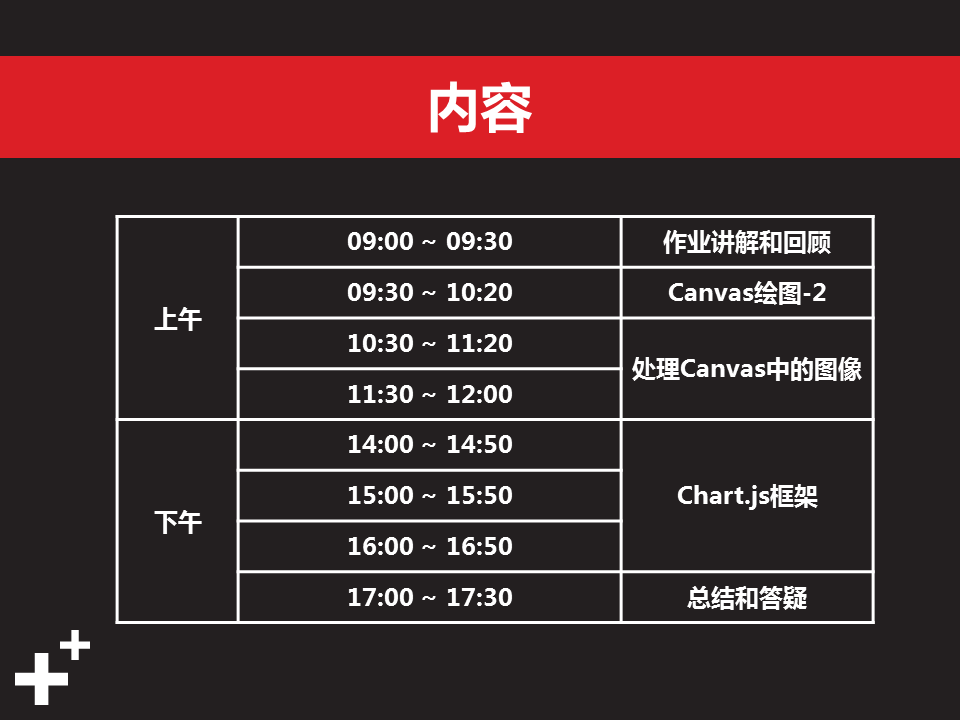 内容
上午
09:00 ~ 09:30
作业讲解和回顾
09:30 ~ 10:20
Canvas绘图-2
10:30 ~ 11:20
处理Canvas中的图像
11:30 ~ 12:00
下午
14:00 ~ 14:50
Chart.js框架
15:00 ~ 15:50
16:00 ~ 16:50
17:00 ~ 17:30
总结和答疑